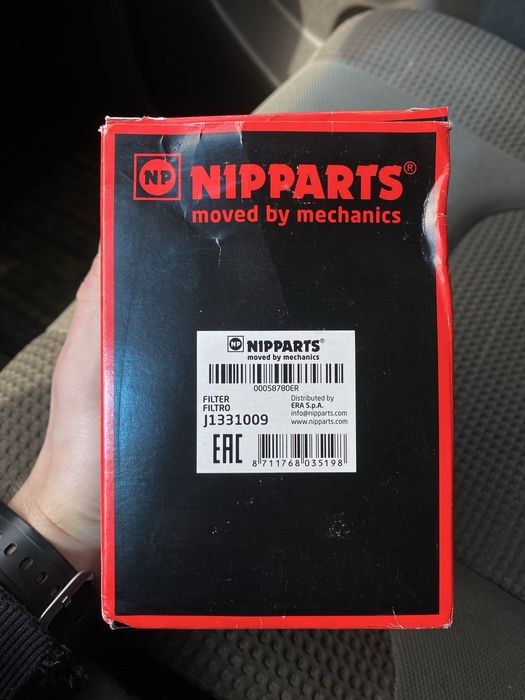 NP NIPPARTS®
moved by mechanics
NP NIPPARTS®
moved by mechanics
00058780ER
FILTER
FILTRO
J1331009
Distributed by
ERA S.p.A.
info@nipparts.com
www.nipparts.com
EAC
8 711768 035198